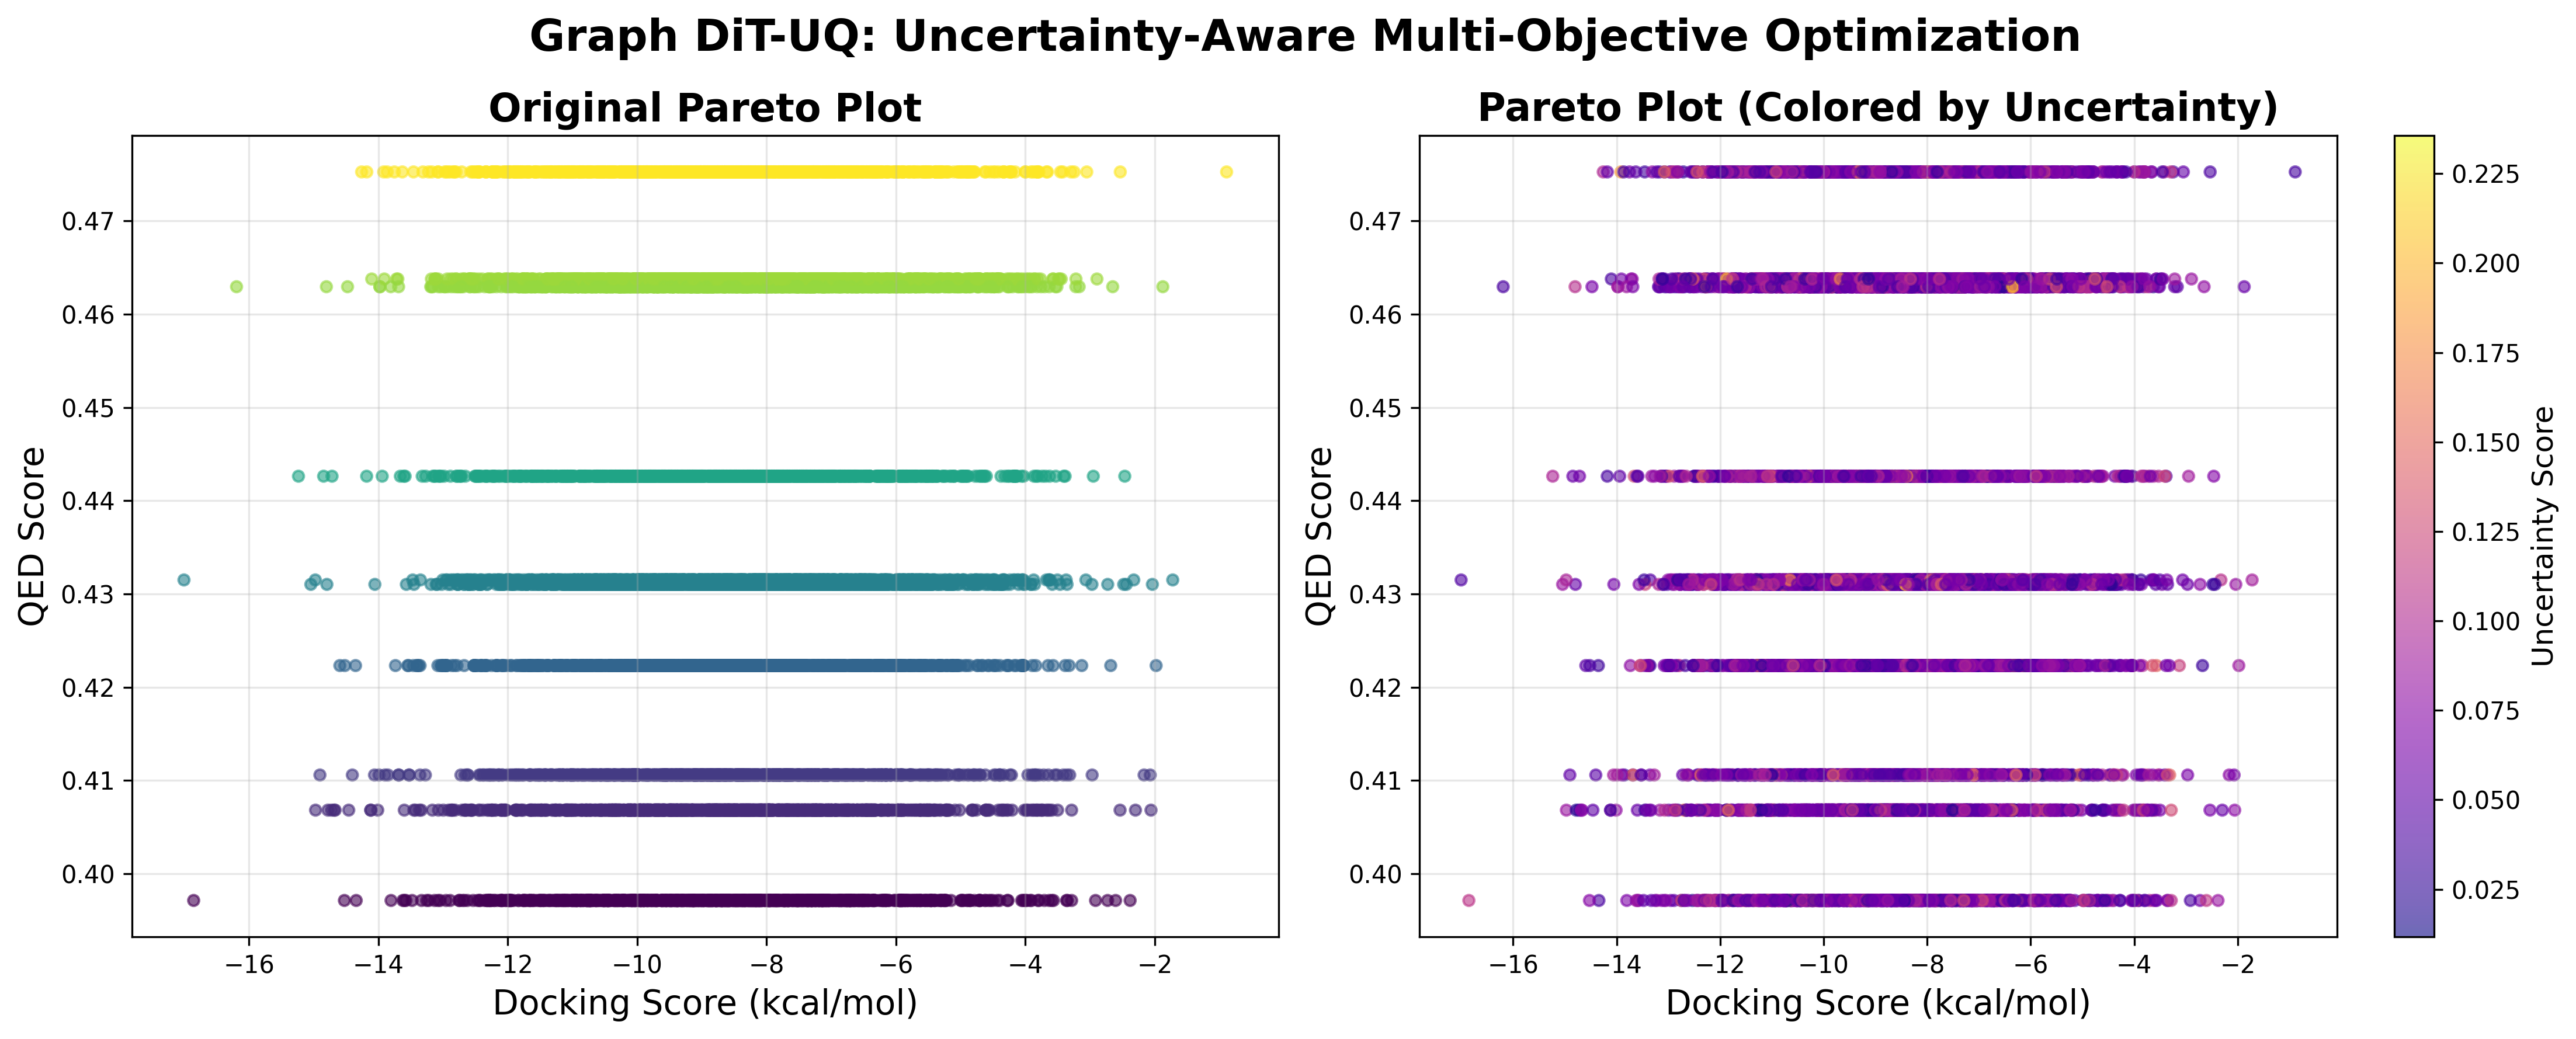 Graph DiT-UQ: Uncertainty-Aware Multi-Objective Optimization
Original Pareto Plot
QED Score
0.47
0.46
0.45
0.44
0.43
0.42
0.41
0.40
−16 −14 −12 −10 −8 −6 −4 −2
Docking Score (kcal/mol)
Pareto Plot (Colored by Uncertainty)
QED Score
0.47
0.46
0.45
0.44
0.43
0.42
0.41
0.40
−16 −14 −12 −10 −8 −6 −4 −2
Docking Score (kcal/mol)
0.225
0.200
0.175
0.150
0.125
0.100
0.075
0.050
0.025
Uncertainty Score